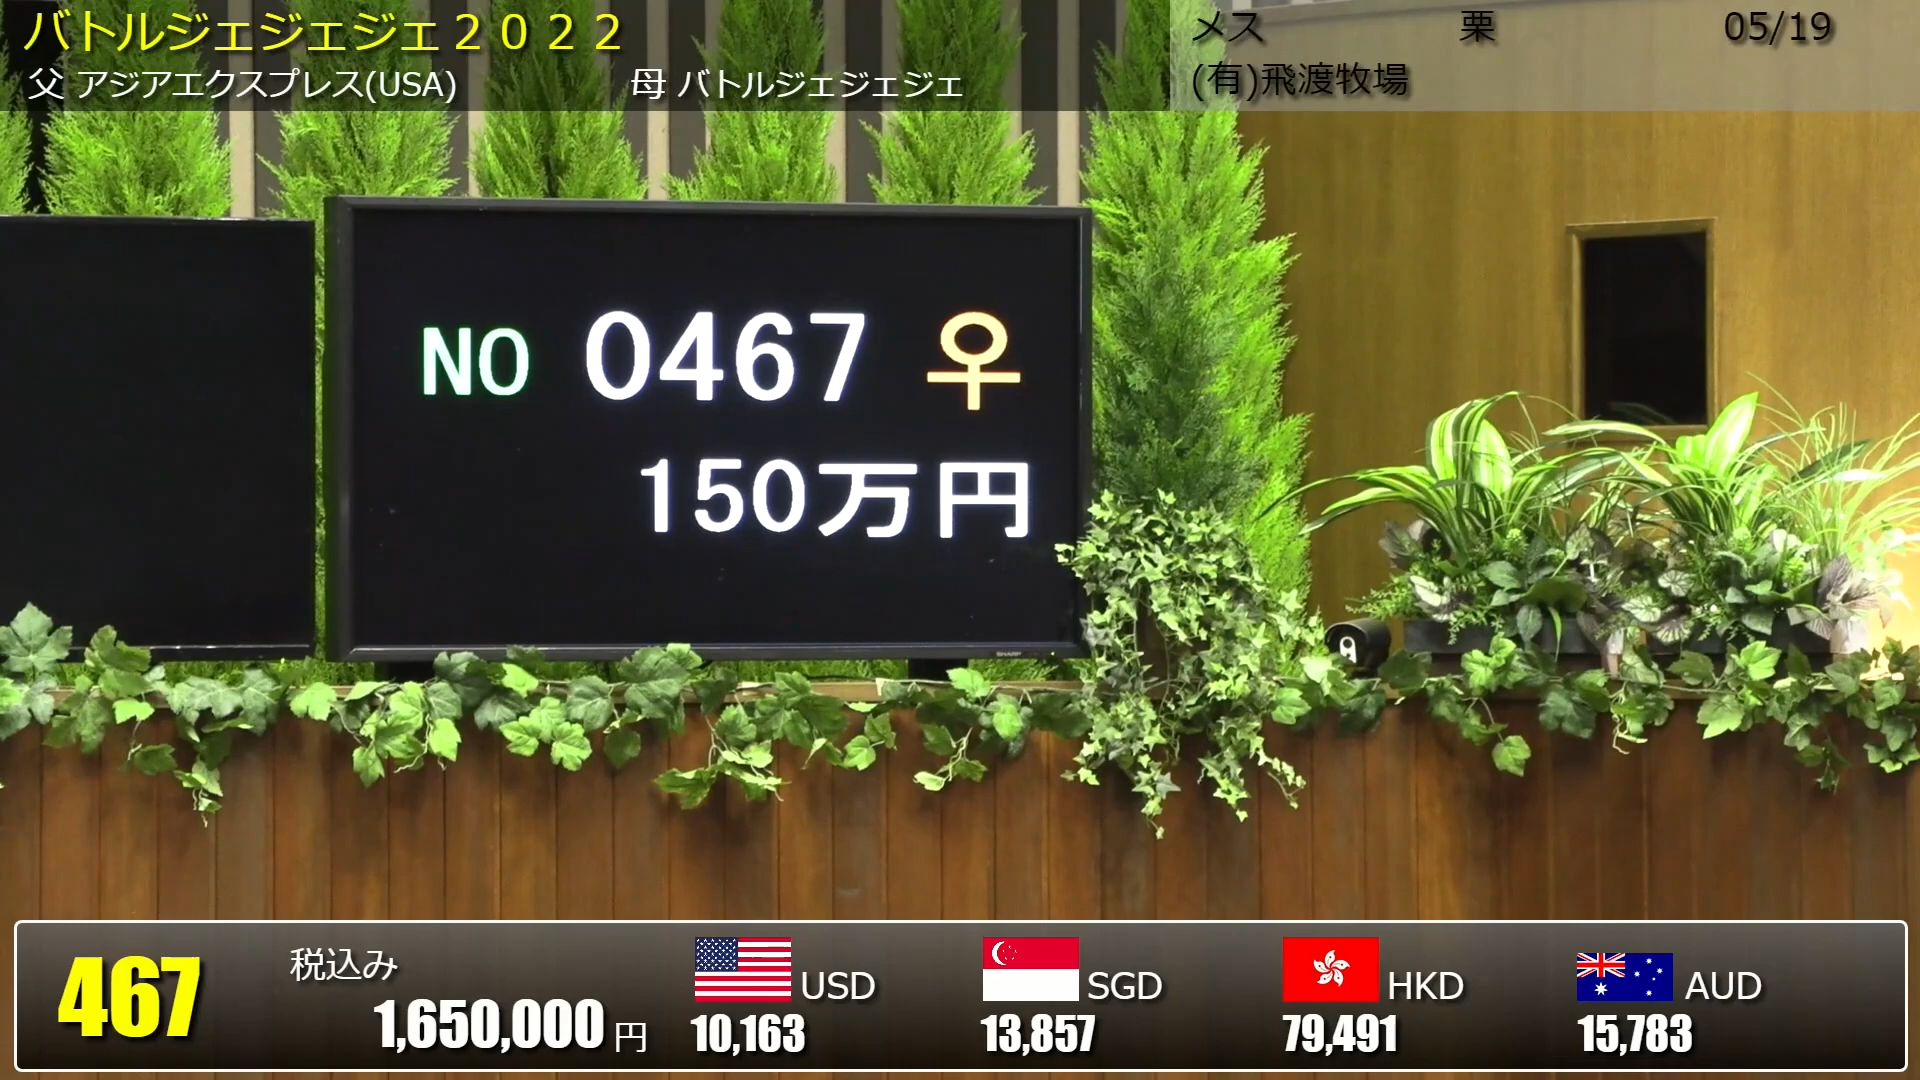 バトルジェジェジェ２０２２
父 アジアエクスプレス(USA) 母 バトルジェジェジェ
メス 栗 05/19
(有)飛渡牧場
NO 0467 ♀
150万円
SHARP
467 税込み 1,650,000 円
USD 10,163
SGD 13,857
HKD 79,491
AUD 15,783